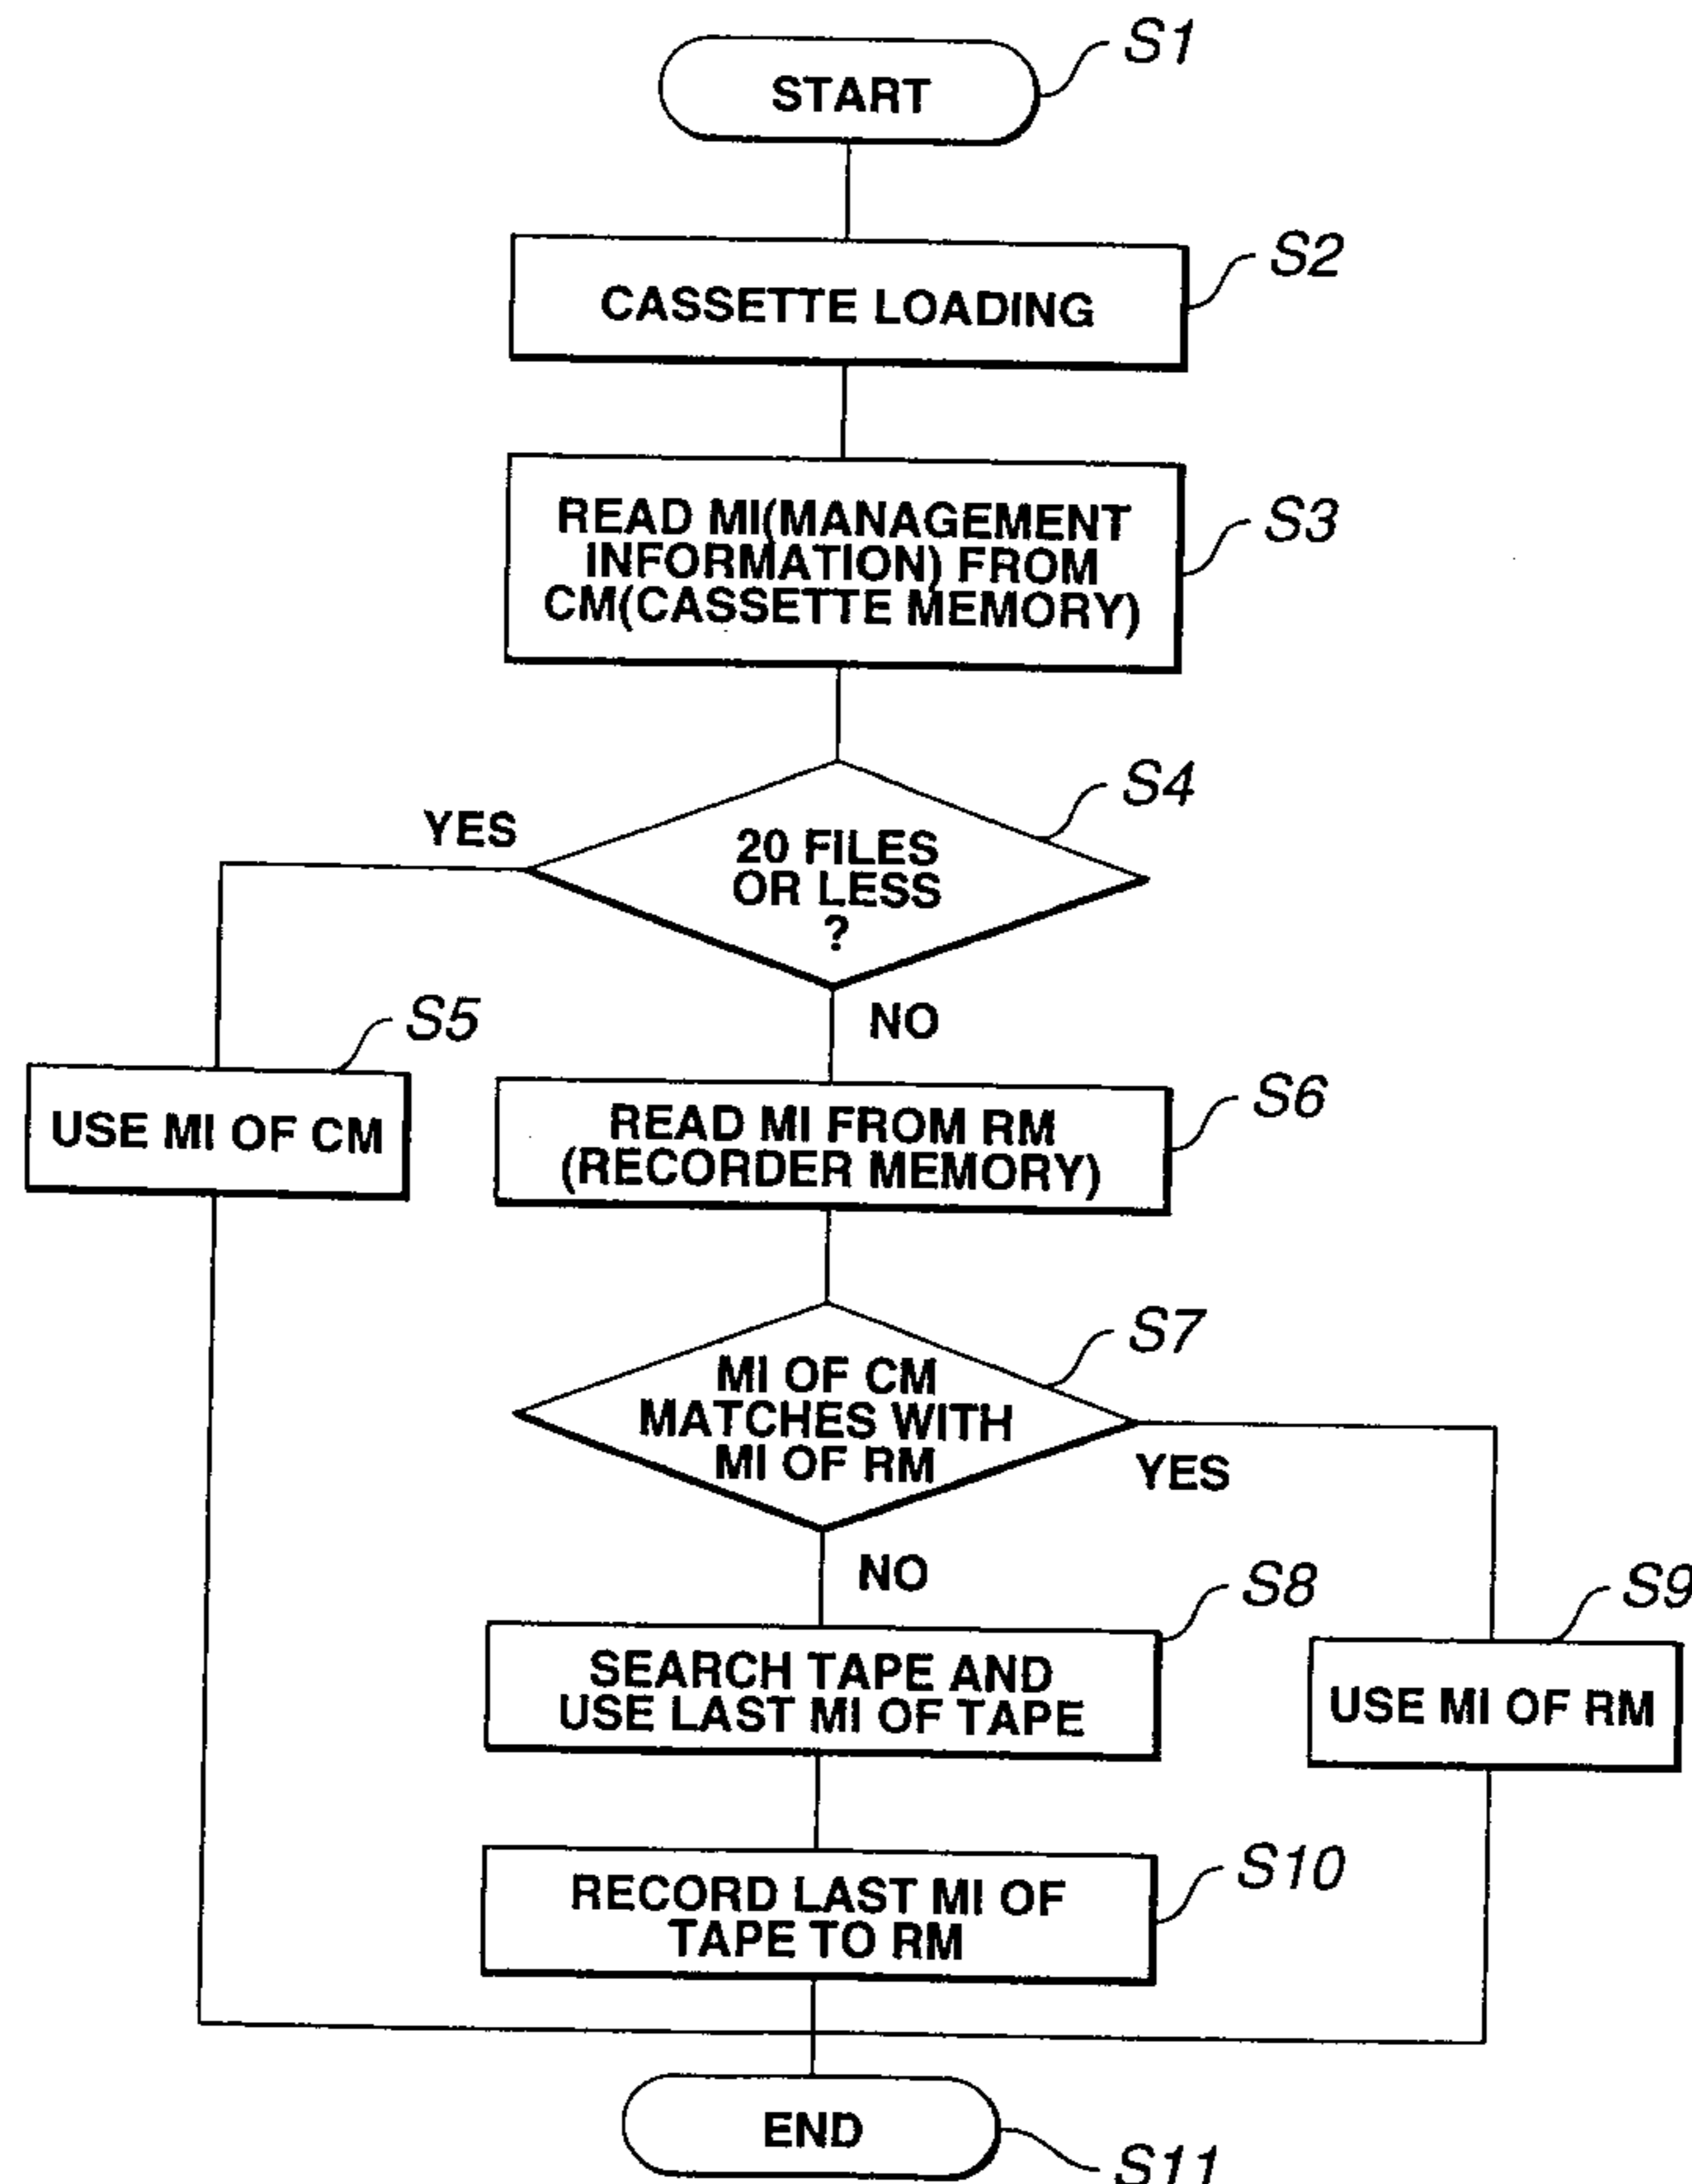 S1
START
S2
CASSETTE LOADING
S3
READ MI(MANAGEMENT
INFORMATION) FROM
CM(CASSETTE MEMORY)
S4
YES
20 FILES
OR LESS
?
NO
S5
USE MI OF CM
S6
READ MI FROM RM
(RECORDER MEMORY)
S7
MI OF CM
MATCHES WITH
MI OF RM
YES
NO
S8
SEARCH TAPE AND
USE LAST MI OF TAPE
S9
USE MI OF RM
S10
RECORD LAST MI OF
TAPE TO RM
END
S11